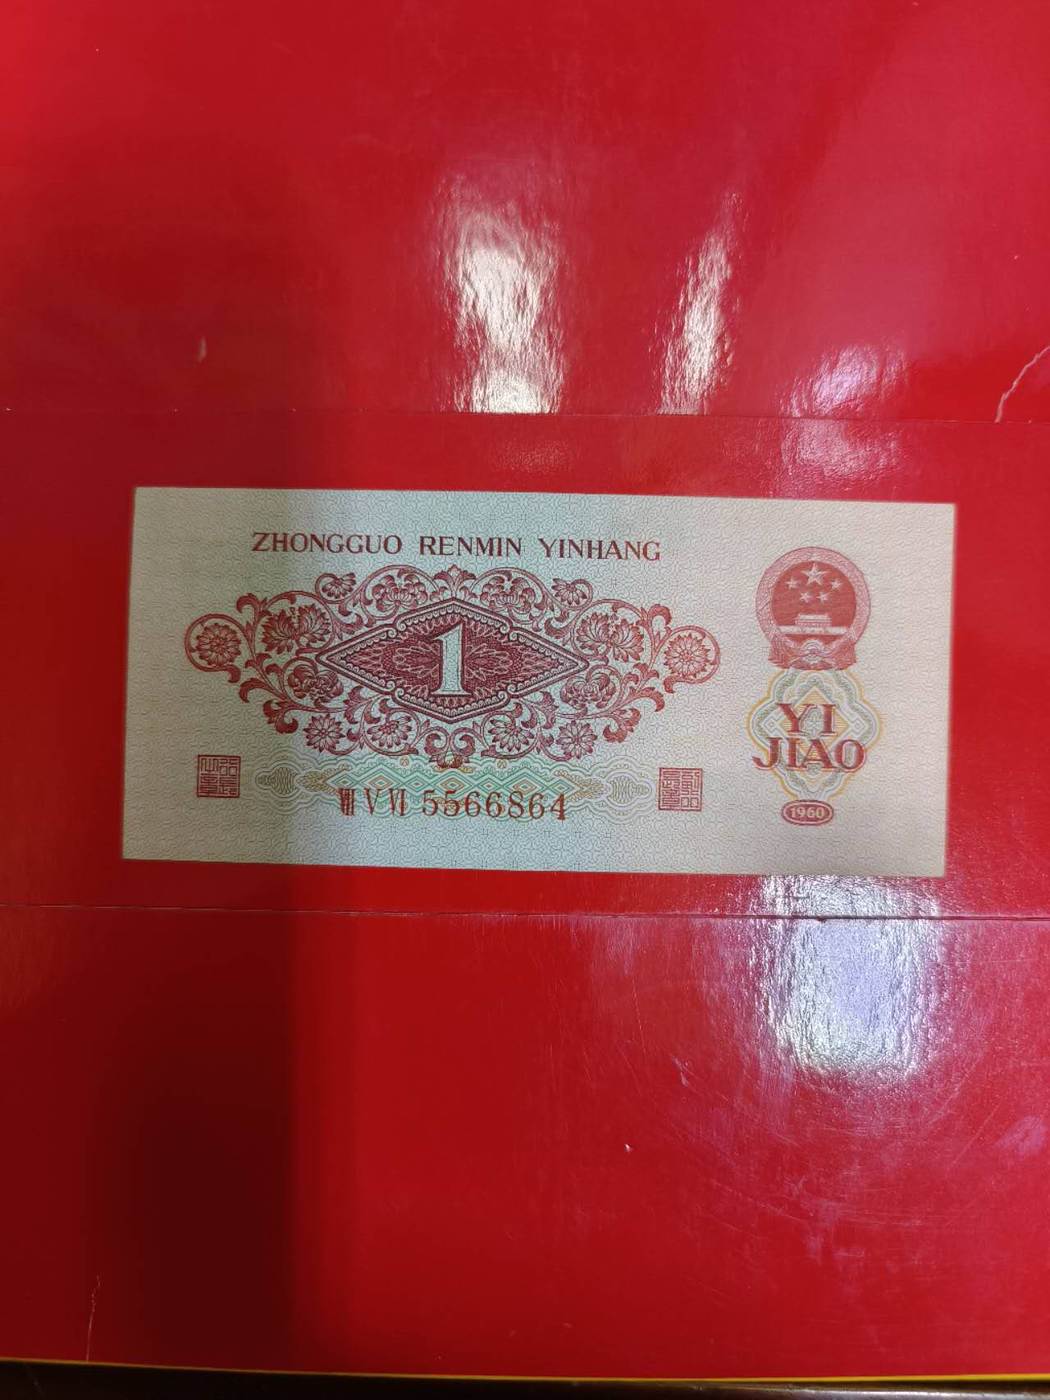 ZHONGGUO RENMIN YINHANG
1
YI
JIAO
Ⅷ Ⅴ Ⅵ 5566864
1960